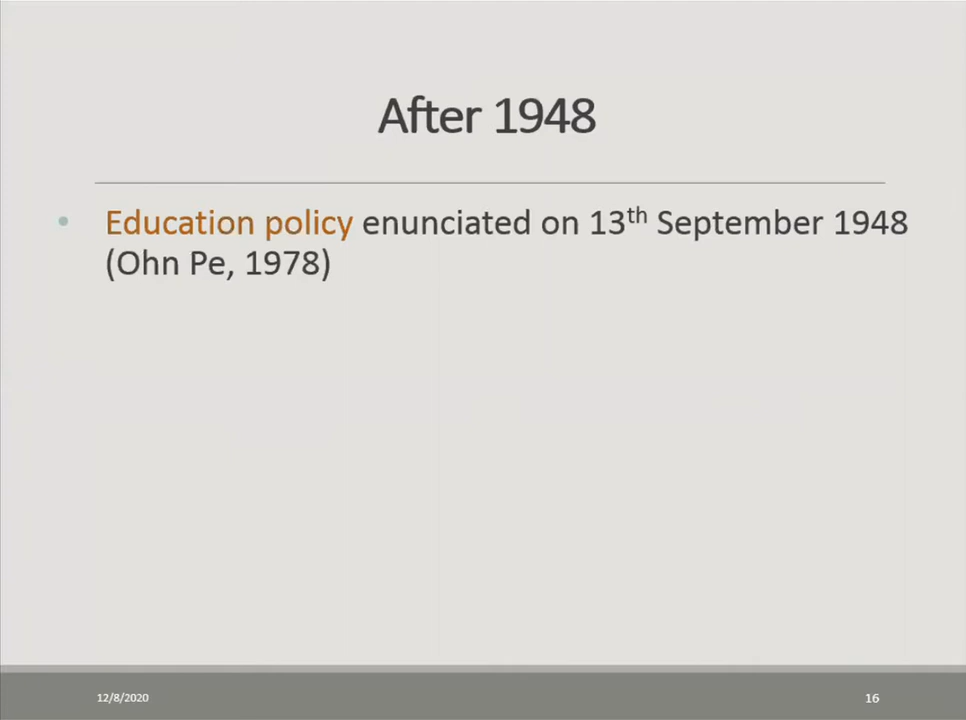 After 1948
• Education policy enunciated on 13th September 1948
(Ohn Pe, 1978)
12/8/2020
16